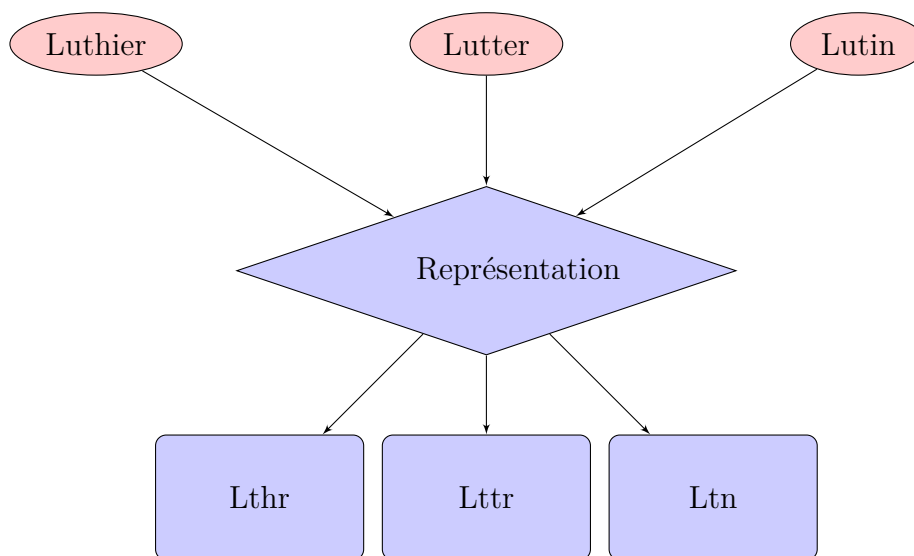 Luthier
Lutter
Lutin
Représentation
Lthr
Lttr
Ltn